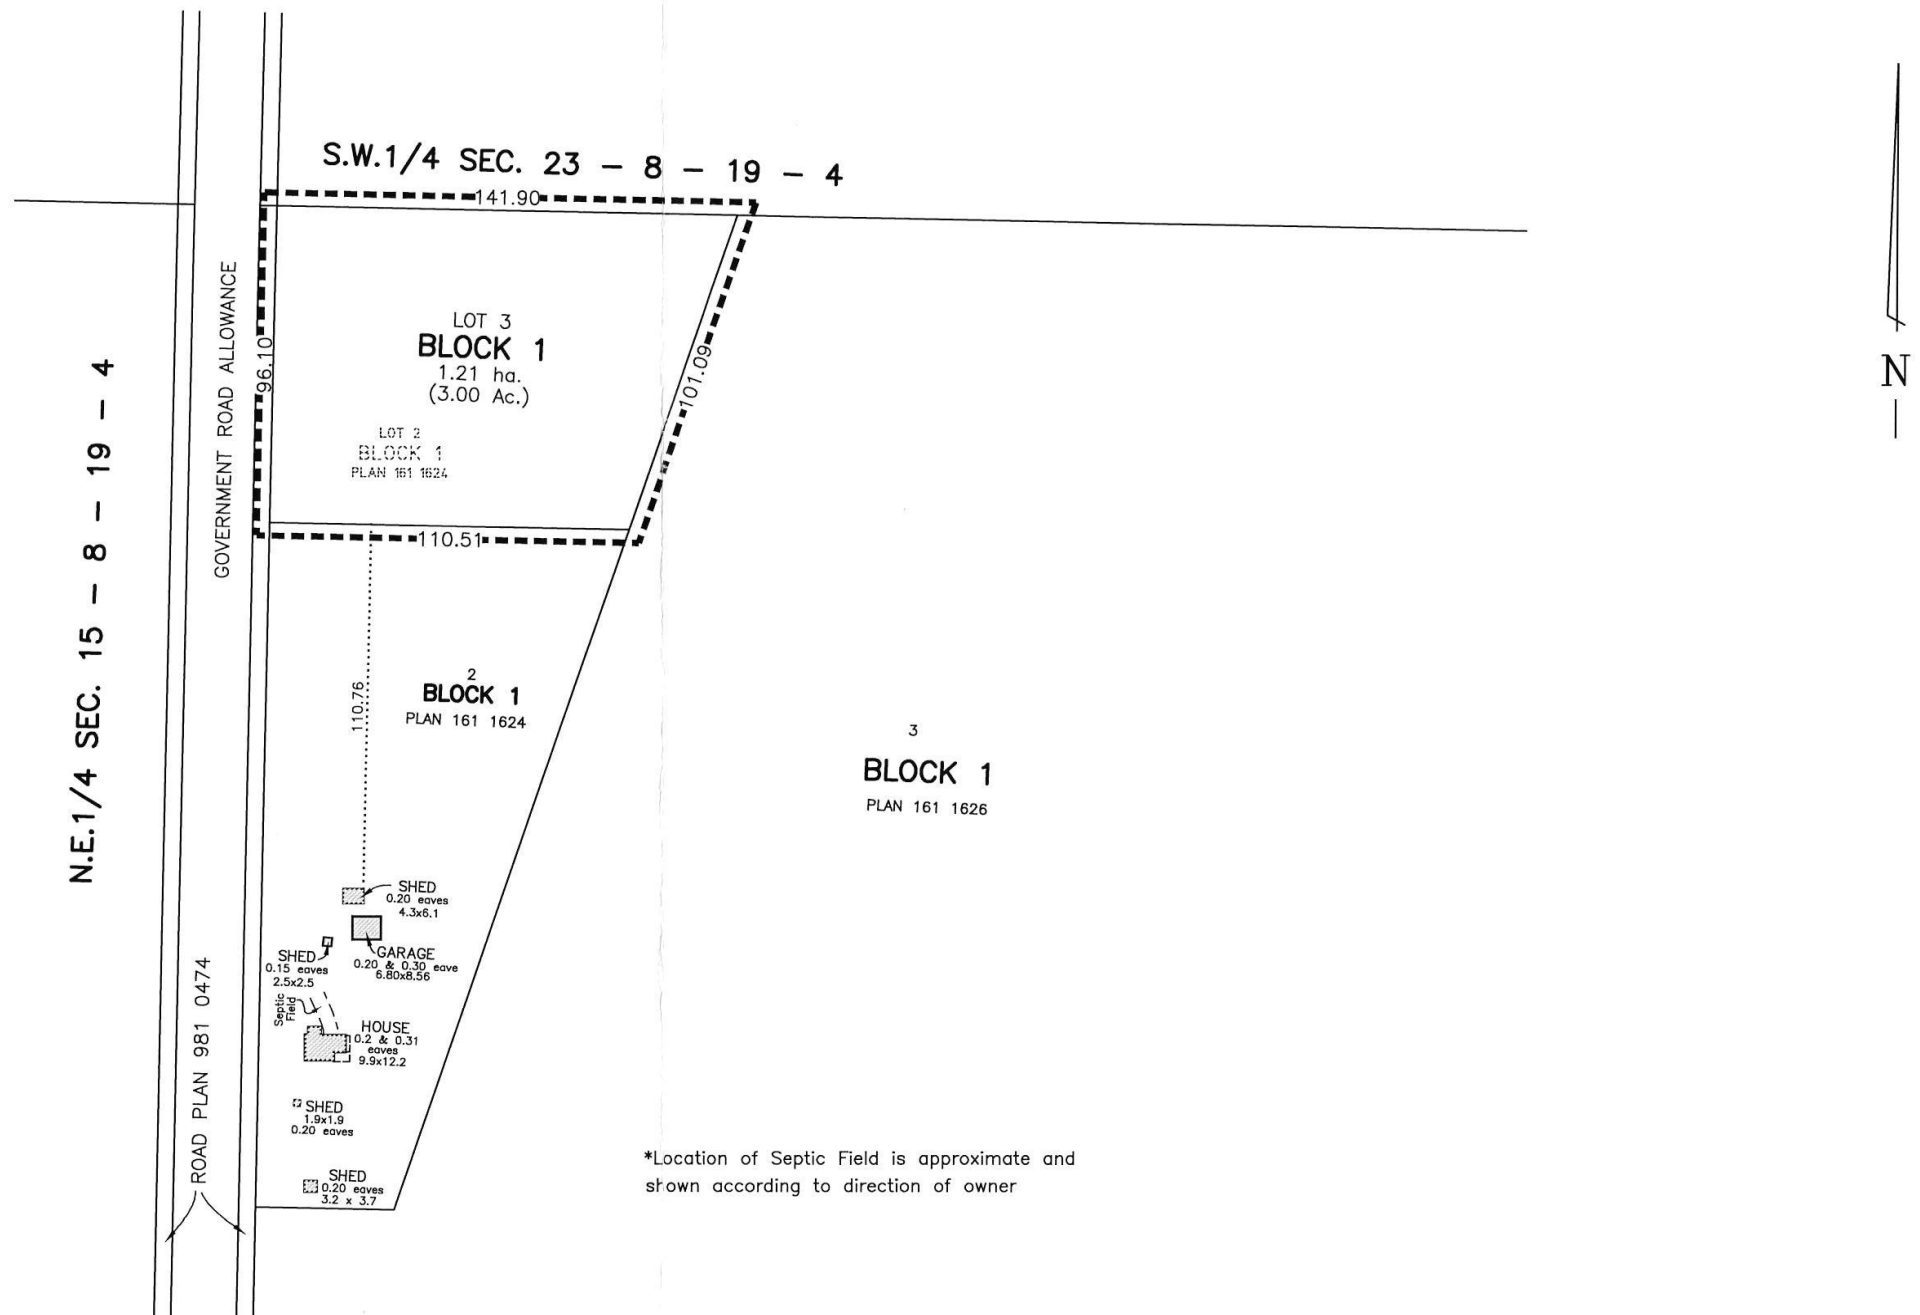 S.W.1/4 SEC. 23 – 8 – 19 – 4
141.90
GOVERNMENT ROAD ALLOWANCE
96.10
LOT 3
BLOCK 1
1.21 ha.
(3.00 Ac.)
101.09
N
LOT 2
BLOCK 1
PLAN 161 1624
N.E.1/4 SEC. 15 – 8 – 19 – 4
110.51
110.76
2
BLOCK 1
PLAN 161 1624
3
BLOCK 1
PLAN 161 1626
SHED
0.20 eaves
4.3x6.1
GARAGE
0.20 & 0.30 eave
6.80x8.56
SHED
0.15 eaves
2.5x2.5
Septic
Field
HOUSE
0.2 & 0.31
eaves
9.9x12.2
ROAD PLAN 981 0474
SHED
1.9x1.9
0.20 eaves
SHED
0.20 eaves
3.2 x 3.7
*Location of Septic Field is approximate and
shown according to direction of owner